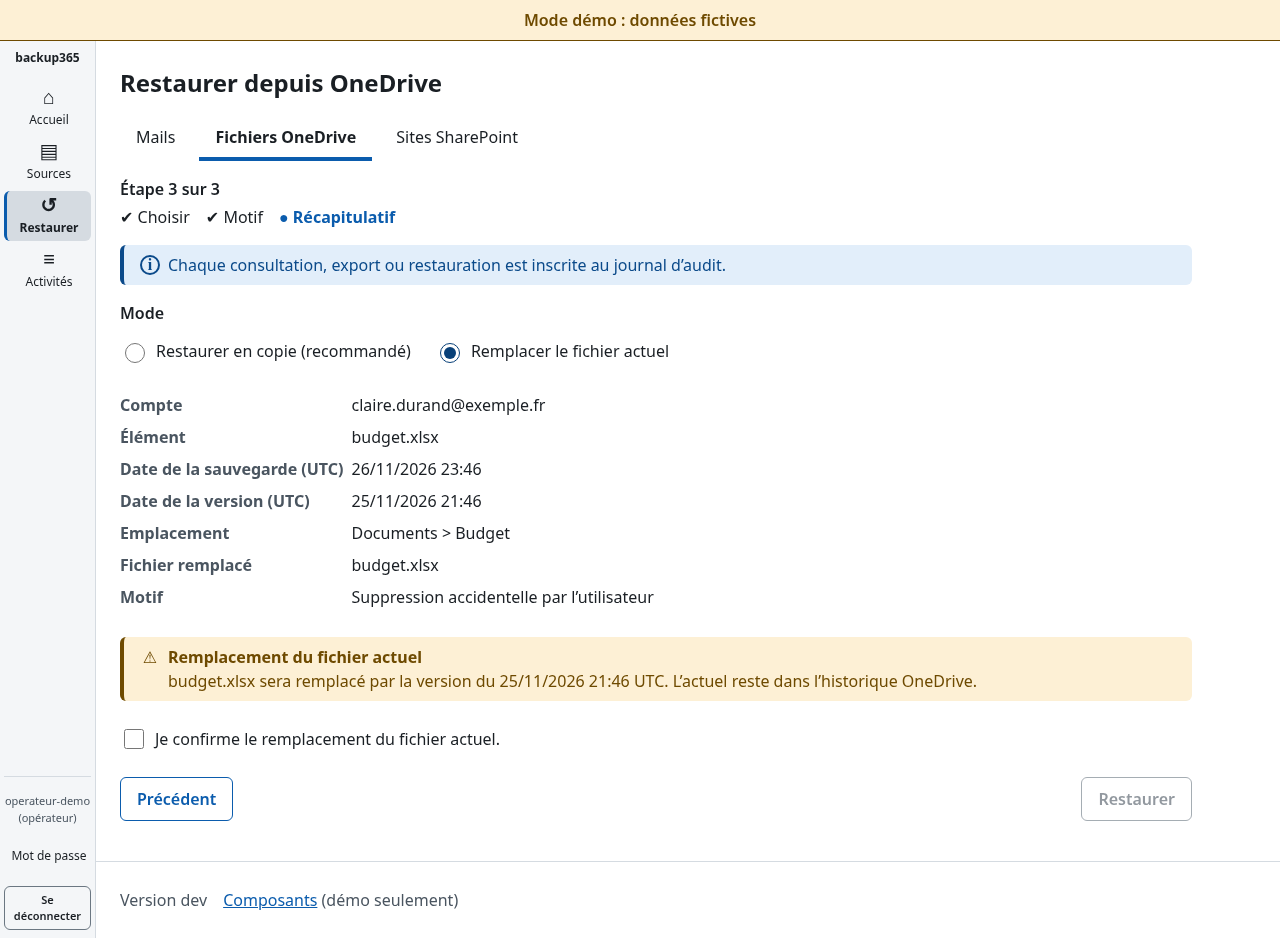 Mode démo : données fictives
backup365
Accueil
Sources
Restaurer
Activités
operateur-demo
(opérateur)
Mot de passe
Se
déconnecter
Restaurer depuis OneDrive
Mails
Fichiers OneDrive
Sites SharePoint
Étape 3 sur 3
✔ Choisir ✔ Motif ● Récapitulatif
Chaque consultation, export ou restauration est inscrite au journal d’audit.
Mode
Restaurer en copie (recommandé)
Remplacer le fichier actuel
Compte claire.durand@exemple.fr
Élément budget.xlsx
Date de la sauvegarde (UTC) 26/11/2026 23:46
Date de la version (UTC) 25/11/2026 21:46
Emplacement Documents > Budget
Fichier remplacé budget.xlsx
Motif Suppression accidentelle par l’utilisateur
⚠ Remplacement du fichier actuel
budget.xlsx sera remplacé par la version du 25/11/2026 21:46 UTC. L’actuel reste dans l’historique OneDrive.
Je confirme le remplacement du fichier actuel.
Précédent
Restaurer
Version dev Composants (démo seulement)